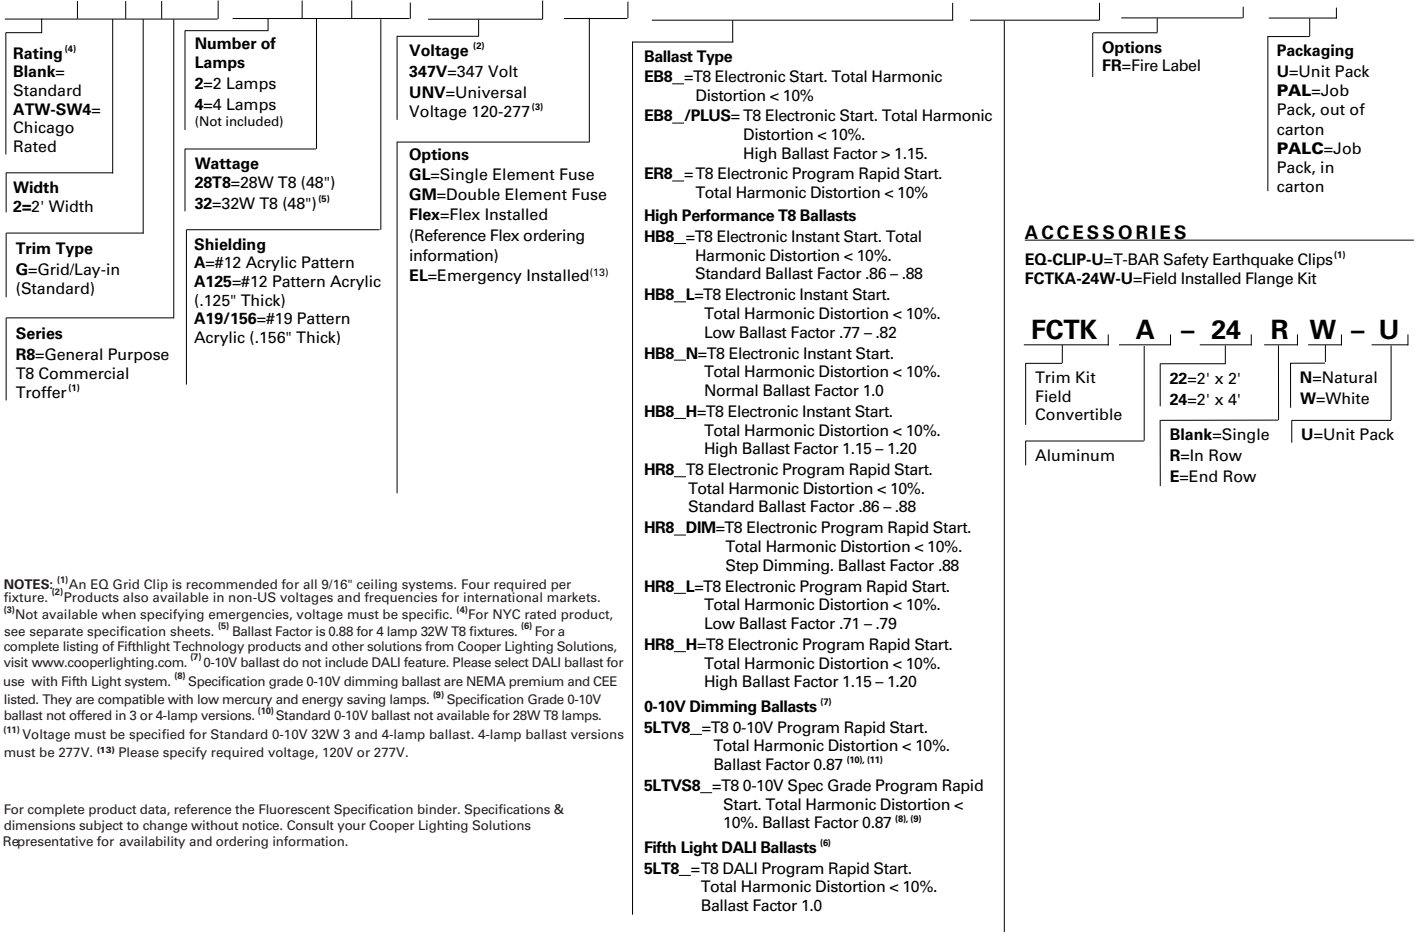 Rating (4)
Blank=
Standard
ATW-SW4=
Chicago
Rated
Width
2=2' Width
Trim Type
G=Grid/Lay-in
(Standard)
Series
R8=General Purpose
T8 Commercial
Troffer (1)
Number of
Lamps
2=2 Lamps
4=4 Lamps
(Not included)
Wattage
28T8=28W T8 (48")
32=32W T8 (48") (5)
Shielding
A=#12 Acrylic Pattern
A125=#12 Pattern Acrylic
(.125" Thick)
A19/156=#19 Pattern
Acrylic (.156" Thick)
Voltage (2)
347V=347 Volt
UNV=Universal
Voltage 120-277 (3)
Options
GL=Single Element Fuse
GM=Double Element Fuse
Flex=Flex Installed
(Reference Flex ordering
information)
EL=Emergency Installed(13)
Ballast Type
EB8_=T8 Electronic Start. Total Harmonic
Distortion < 10%
EB8_/PLUS= T8 Electronic Start. Total Harmonic
Distortion < 10%.
High Ballast Factor > 1.15.
ER8_= T8 Electronic Program Rapid Start.
Total Harmonic Distortion < 10%
High Performance T8 Ballasts
HB8_=T8 Electronic Instant Start. Total
Harmonic Distortion < 10%.
Standard Ballast Factor .86 – .88
HB8_L=T8 Electronic Instant Start.
Total Harmonic Distortion < 10%.
Low Ballast Factor .77 – .82
HB8_N=T8 Electronic Instant Start.
Total Harmonic Distortion < 10%.
Normal Ballast Factor 1.0
HB8_H=T8 Electronic Instant Start.
Total Harmonic Distortion < 10%.
High Ballast Factor 1.15 – 1.20
HR8_T8 Electronic Program Rapid Start.
Total Harmonic Distortion < 10%.
Standard Ballast Factor .86 – .88
HR8_DIM=T8 Electronic Program Rapid Start.
Total Harmonic Distortion < 10%.
Step Dimming. Ballast Factor .88
HR8_L=T8 Electronic Program Rapid Start.
Total Harmonic Distortion < 10%.
Low Ballast Factor .71 – .79
HR8_H=T8 Electronic Program Rapid Start.
Total Harmonic Distortion < 10%.
High Ballast Factor 1.15 – 1.20
0-10V Dimming Ballasts (7)
5LTV8_=T8 0-10V Program Rapid Start.
Total Harmonic Distortion < 10%.
Ballast Factor 0.87 (10), (11)
5LTVS8_=T8 0-10V Spec Grade Program Rapid
Start. Total Harmonic Distortion <
10%. Ballast Factor 0.87 (8), (9)
Fifth Light DALI Ballasts (6)
5LT8_=T8 DALI Program Rapid Start.
Total Harmonic Distortion < 10%.
Ballast Factor 1.0
Options
FR=Fire Label
Packaging
U=Unit Pack
PAL=Job
Pack, out of
carton
PALC=Job
Pack, in
carton
ACCESSORIES
EQ-CLIP-U=T-BAR Safety Earthquake Clips(1)
FCTKA-24W-U=Field Installed Flange Kit
FCTK A – 24 R W – U
Trim Kit
Field
Convertible
Aluminum
22=2' x 2'
24=2' x 4'
Blank=Single
R=In Row
E=End Row
N=Natural
W=White
U=Unit Pack
NOTES: (1)An EQ Grid Clip is recommended for all 9/16" ceiling systems. Four required per
fixture. (2)Products also available in non-US voltages and frequencies for international markets.
(3)Not available when specifying emergencies, voltage must be specific. (4)For NYC rated product,
see separate specification sheets. (5) Ballast Factor is 0.88 for 4 lamp 32W T8 fixtures. (6) For a
complete listing of Fifthlight Technology products and other solutions from Cooper Lighting Solutions,
visit www.cooperlighting.com. (7) 0-10V ballast do not include DALI feature. Please select DALI ballast for
use with Fifth Light system. (8) Specification grade 0-10V dimming ballast are NEMA premium and CEE
listed. They are compatible with low mercury and energy saving lamps. (9) Specification Grade 0-10V
ballast not offered in 3 or 4-lamp versions. (10) Standard 0-10V ballast not available for 28W T8 lamps.
(11) Voltage must be specified for Standard 0-10V 32W 3 and 4-lamp ballast. 4-lamp ballast versions
must be 277V. (13) Please specify required voltage, 120V or 277V.
For complete product data, reference the Fluorescent Specification binder. Specifications &
dimensions subject to change without notice. Consult your Cooper Lighting Solutions
Representative for availability and ordering information.